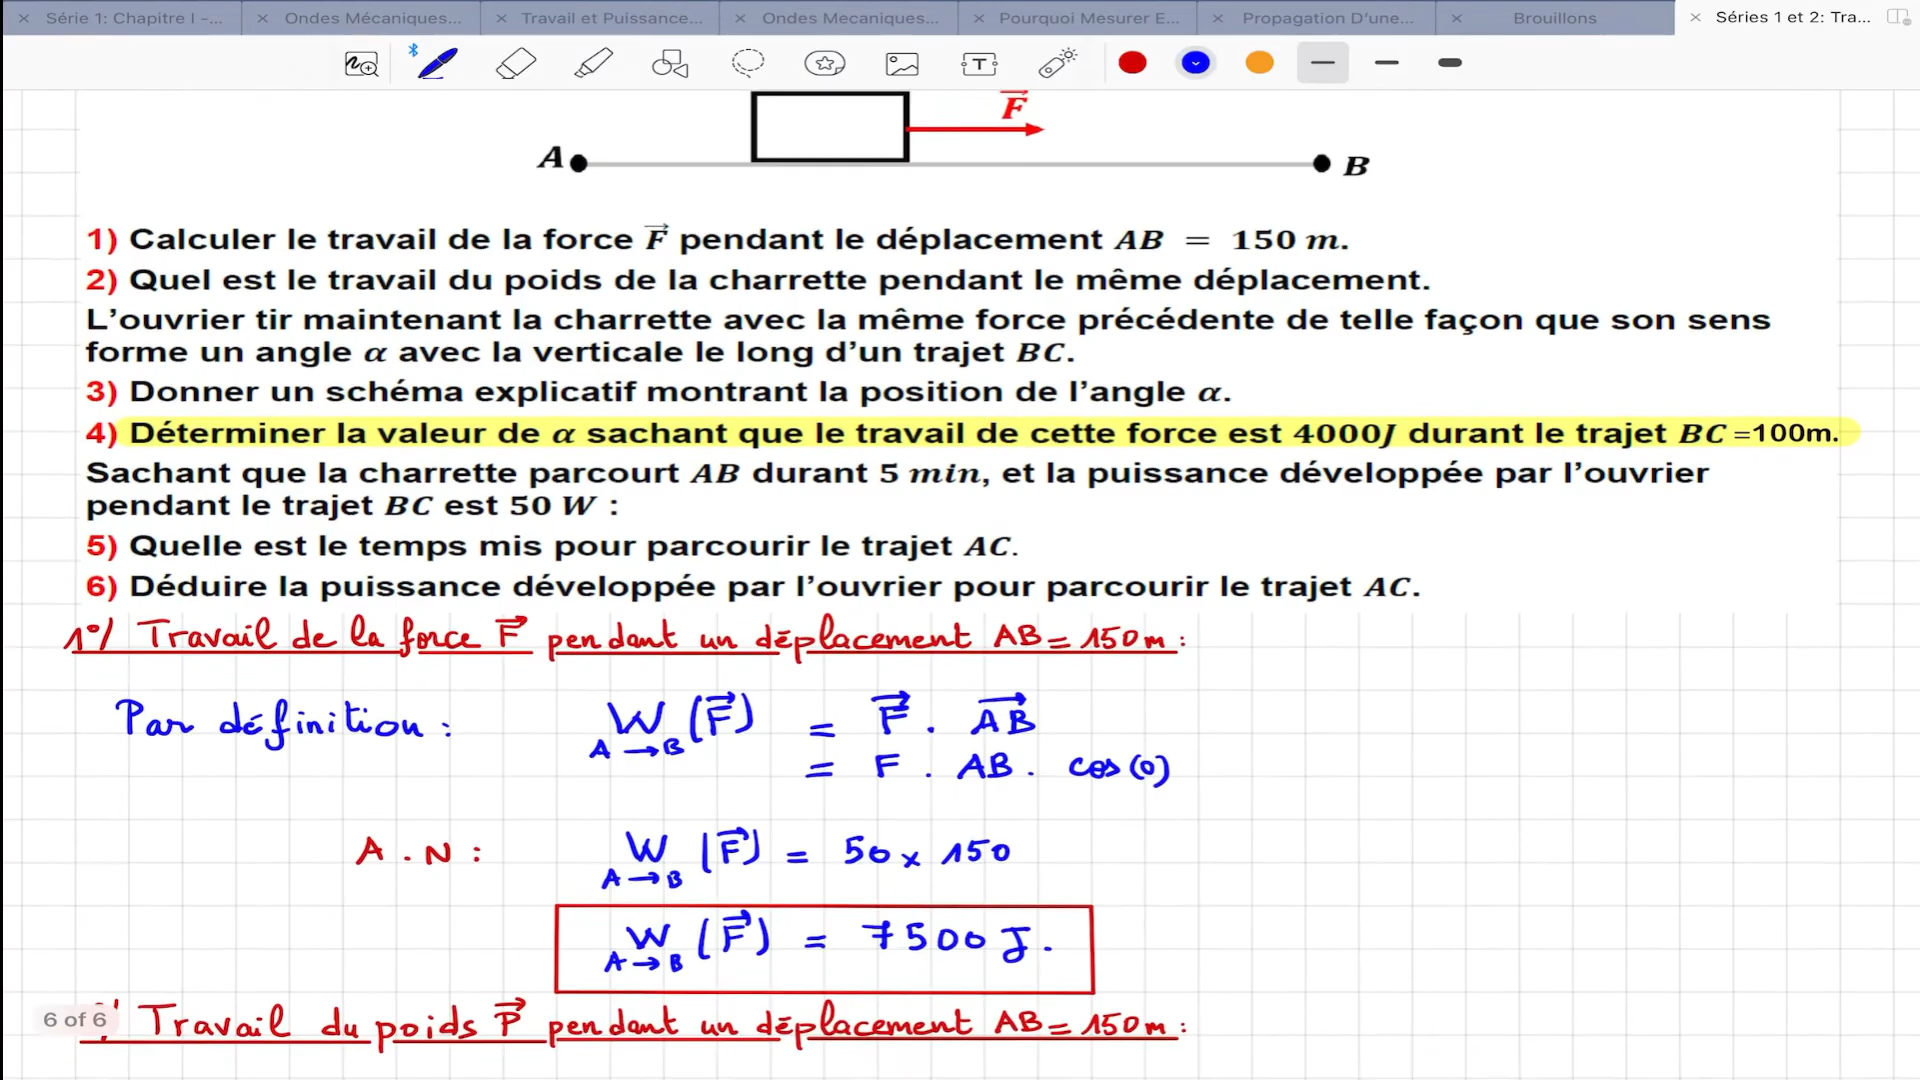 Série 1: Chapitre I –...
Ondes Mécaniques...
Travail et Puissance...
Ondes Mecaniques...
Pourquoi Mesurer E...
Propagation D'une...
Brouillons
Séries 1 et 2: Tra...
F
A
B
1) Calculer le travail de la force F⃗ pendant le déplacement AB = 150 m.
2) Quel est le travail du poids de la charrette pendant le même déplacement.
L'ouvrier tir maintenant la charrette avec la même force précédente de telle façon que son sens
forme un angle α avec la verticale le long d'un trajet BC.
3) Donner un schéma explicatif montrant la position de l'angle α.
4) Déterminer la valeur de α sachant que le travail de cette force est 4000J durant le trajet BC =100m.
Sachant que la charrette parcourt AB durant 5 min, et la puissance développée par l'ouvrier
pendant le trajet BC est 50 W :
5) Quelle est le temps mis pour parcourir le trajet AC.
6) Déduire la puissance développée par l'ouvrier pour parcourir le trajet AC.
1°/ Travail de la force F⃗ pendant un déplacement AB = 150m :
Par définition : W A→B (F⃗) = F⃗ . AB⃗
= F . AB . cos(0)
A.N : W A→B (F⃗) = 50 x 150
W A→B (F⃗) = 7500 J.
6 of 6
Travail du poids P⃗ pendant un déplacement AB = 150m :